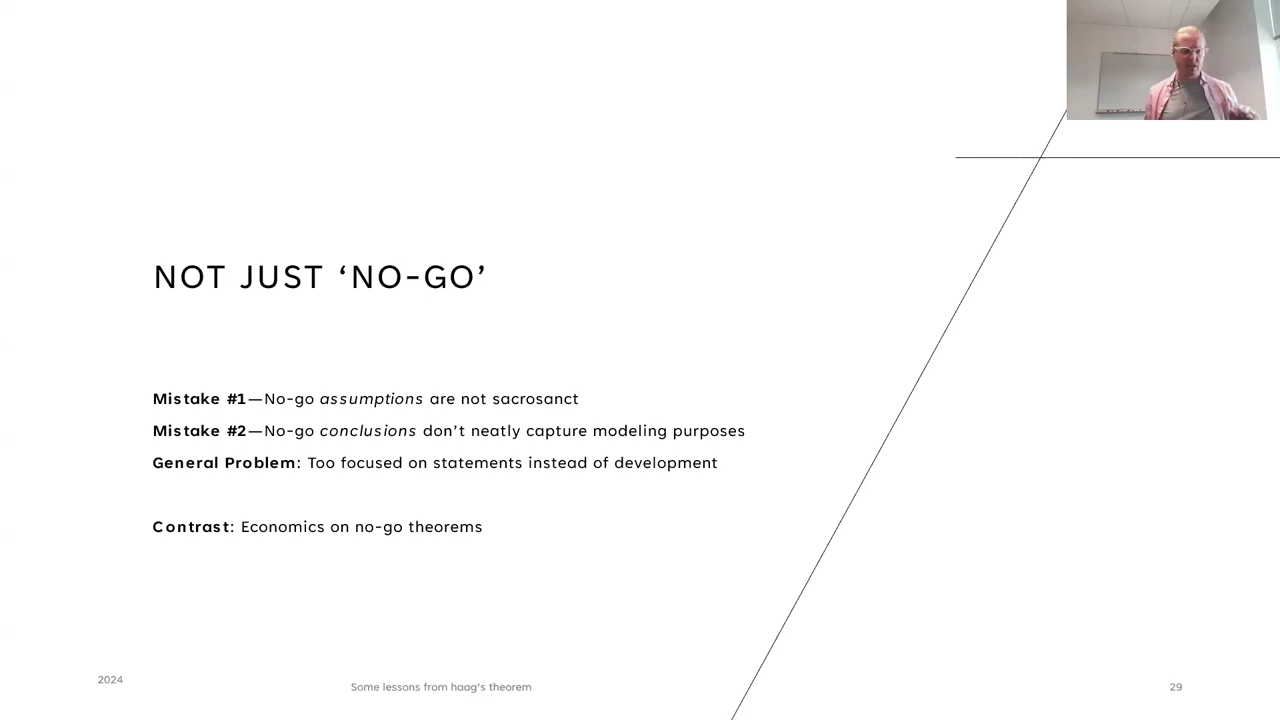 NOT JUST ‘NO-GO’
Mistake #1—No-go assumptions are not sacrosanct
Mistake #2—No-go conclusions don’t neatly capture modeling purposes
General Problem: Too focused on statements instead of development
Contrast: Economics on no-go theorems
2024
Some lessons from haag’s theorem
29